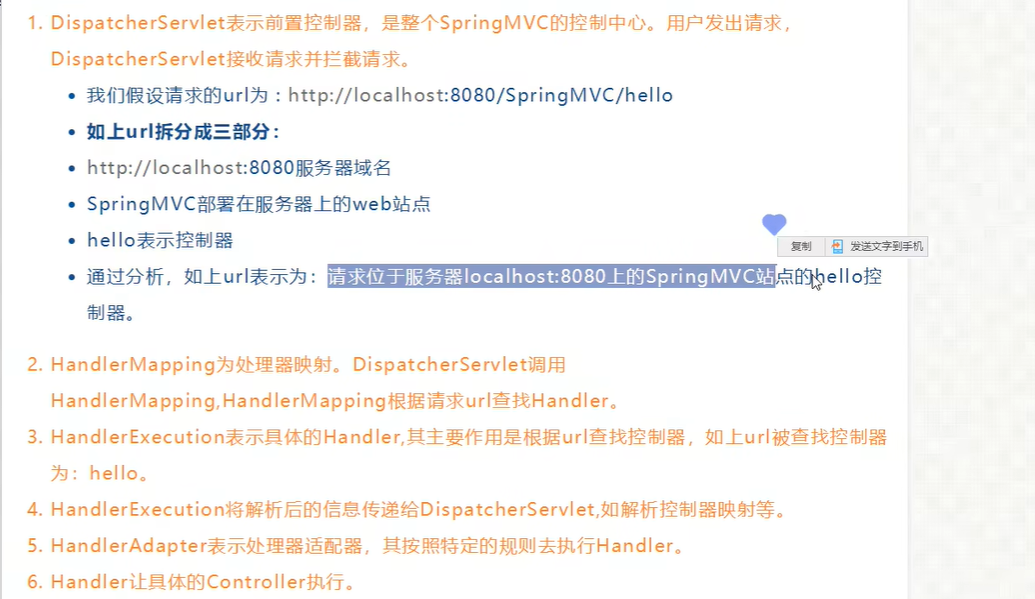 1. DispatcherServlet表示前置控制器，是整个SpringMVC的控制中心。用户发出请求，
DispatcherServlet接收请求并拦截请求。
• 我们假设请求的url为 : http://localhost:8080/SpringMVC/hello
• 如上url拆分成三部分：
• http://localhost:8080服务器域名
• SpringMVC部署在服务器上的web站点
• hello表示控制器
复制 发送文字到手机
• 通过分析，如上url表示为：请求位于服务器localhost:8080上的SpringMVC站点的hello控
制器。
2. HandlerMapping为处理器映射。DispatcherServlet调用
HandlerMapping,HandlerMapping根据请求url查找Handler。
3. HandlerExecution表示具体的Handler,其主要作用是根据url查找控制器，如上url被查找控制器
为：hello。
4. HandlerExecution将解析后的信息传递给DispatcherServlet,如解析控制器映射等。
5. HandlerAdapter表示处理器适配器，其按照特定的规则去执行Handler。
6. Handler让具体的Controller执行。